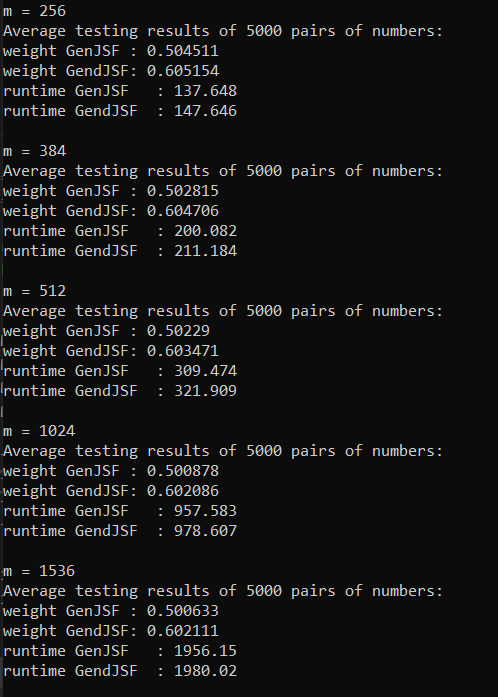 m = 256
Average testing results of 5000 pairs of numbers:
weight GenJSF : 0.504511
weight GendJSF: 0.605154
runtime GenJSF   : 137.648
runtime GendJSF  : 147.646

m = 384
Average testing results of 5000 pairs of numbers:
weight GenJSF : 0.502815
weight GendJSF: 0.604706
runtime GenJSF   : 200.082
runtime GendJSF  : 211.184

m = 512
Average testing results of 5000 pairs of numbers:
weight GenJSF : 0.50229
weight GendJSF: 0.603471
runtime GenJSF   : 309.474
runtime GendJSF  : 321.909

m = 1024
Average testing results of 5000 pairs of numbers:
weight GenJSF : 0.500878
weight GendJSF: 0.602086
runtime GenJSF   : 957.583
runtime GendJSF  : 978.607

m = 1536
Average testing results of 5000 pairs of numbers:
weight GenJSF : 0.500633
weight GendJSF: 0.602111
runtime GenJSF   : 1956.15
runtime GendJSF  : 1980.02